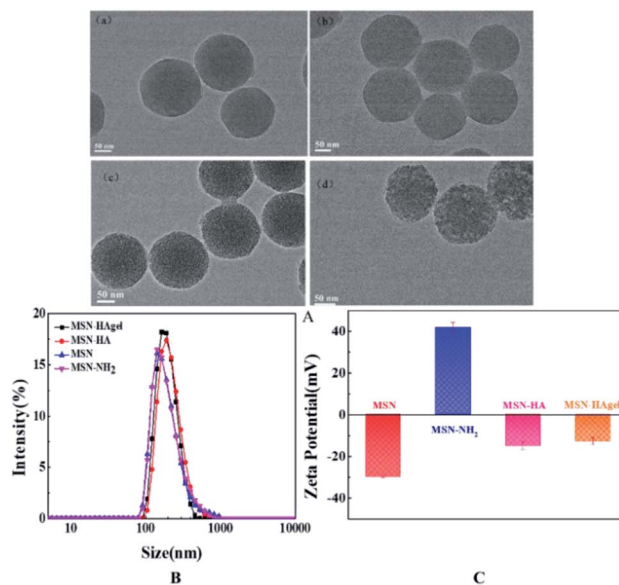 (a)
(b)
50 nm
50 nm
(c)
(d)
50 nm
50 nm
A
20
15
10
5
0
Intensity(%)
MSN-HAgel
MSN-HA
MSN
MSN-NH₂
10
100
1000
10000
Size(nm)
B
40
20
0
-20
-40
Zeta Potential(mV)
MSN
MSN-NH₂
MSN-HA
MSN-HAgel
C